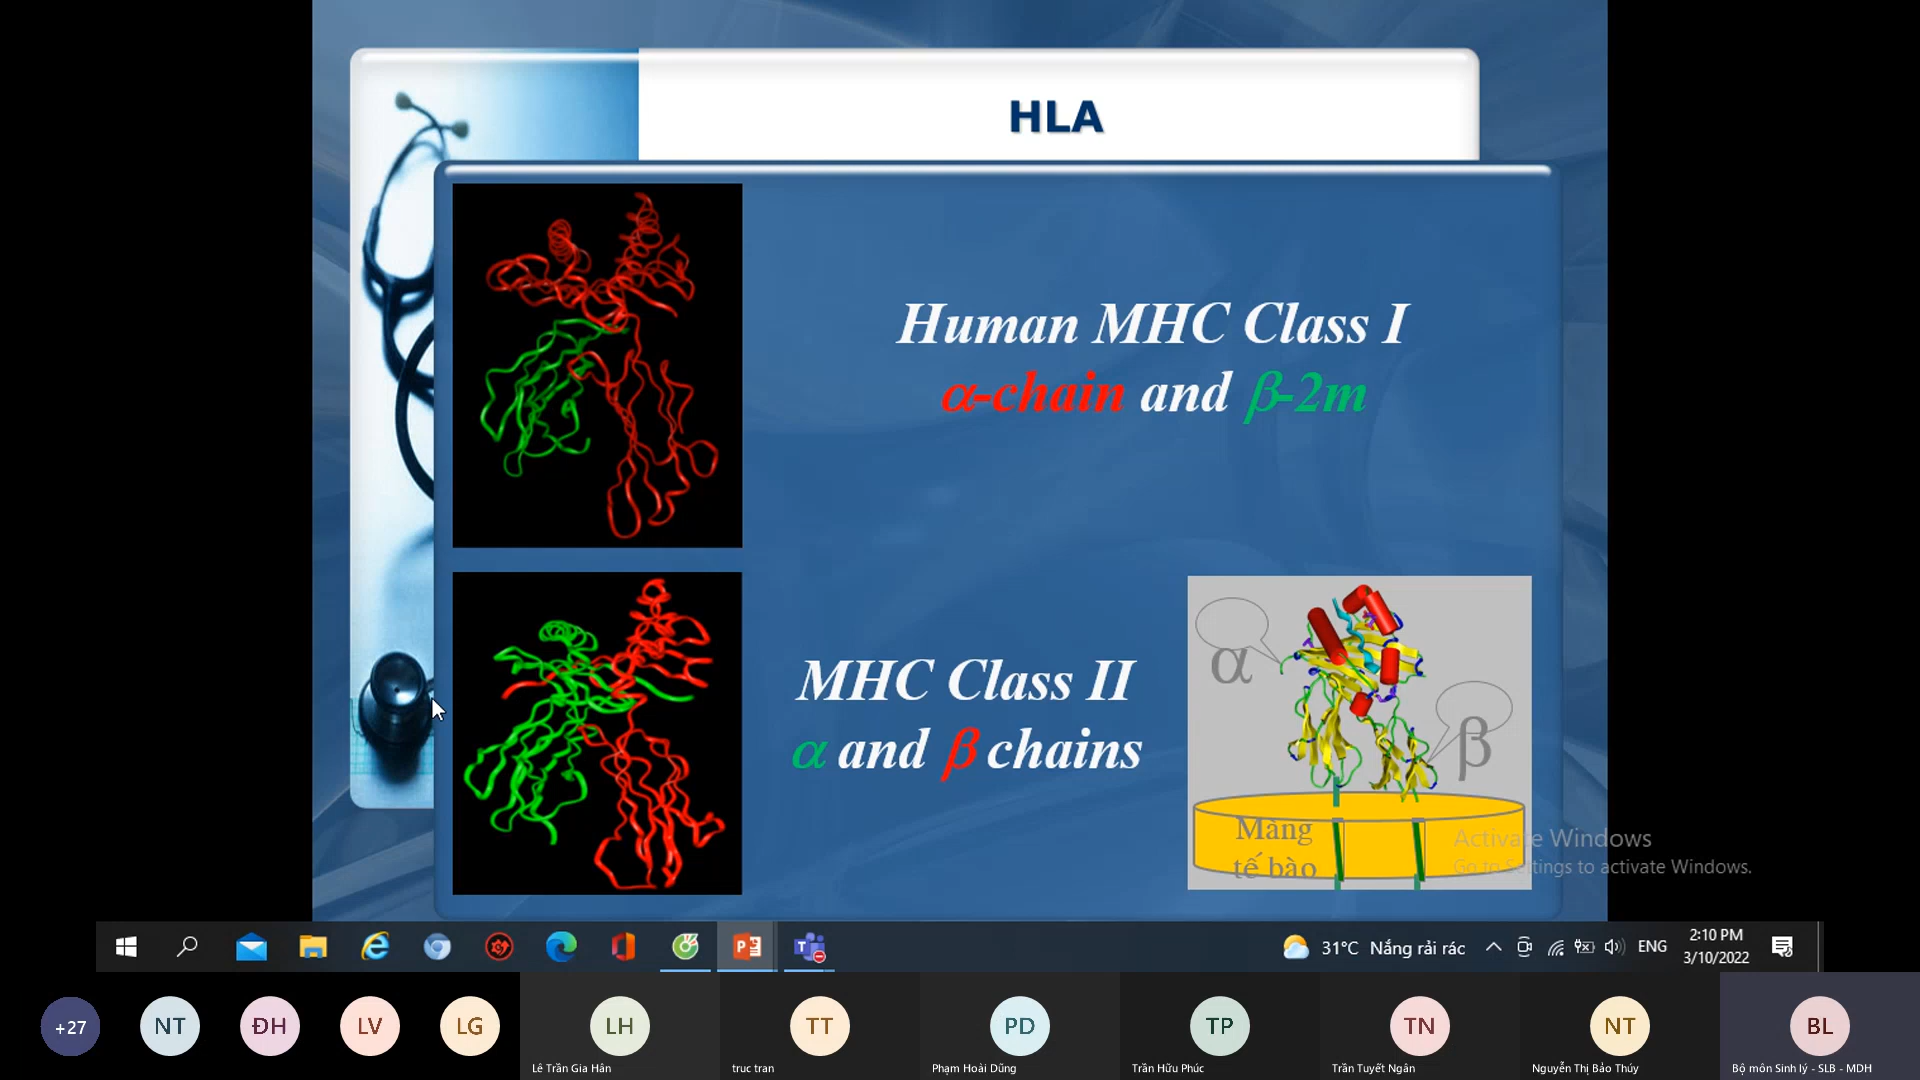 HLA
Human MHC Class I
α-chain and β-2m
MHC Class II
α and β chains
α
β
Màng
tế bào
Activate Windows
Go to Settings to activate Windows.
31°C Nắng rải rác
ENG
2:10 PM
3/10/2022
+27
NT
ĐH
LV
LG
LH
TT
PD
TP
TN
NT
BL
Lê Trần Gia Hân
truc tran
Phạm Hoài Dũng
Trần Hữu Phúc
Trần Tuyết Ngân
Nguyễn Thị Bảo Thúy
Bộ môn Sinh lý - SLB - MDH